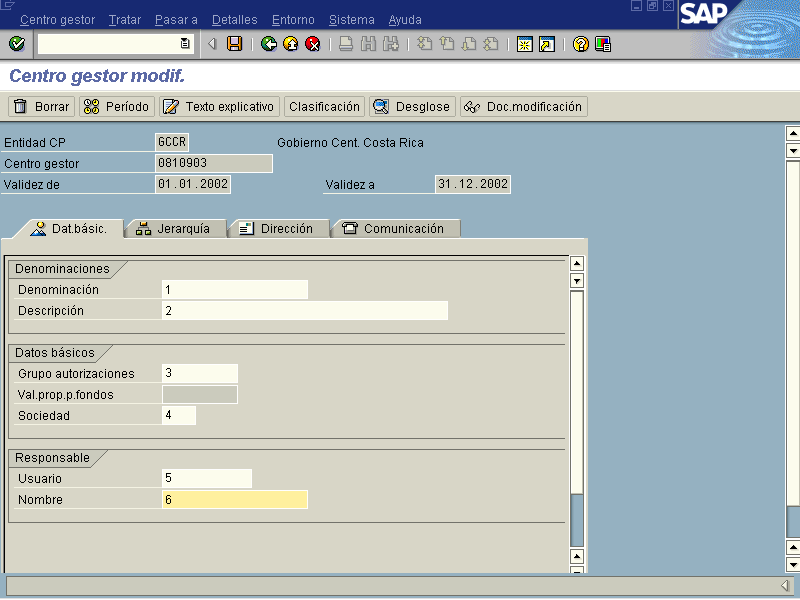 Centro gestor Tratar Pasar a Detalles Entorno Sistema Ayuda
SAP
Centro gestor modif.
Borrar Período Texto explicativo Clasificación Desglose Doc.modificación
Entidad CP GCCR Gobierno Cent. Costa Rica
Centro gestor 0810903
Validez de 01.01.2002 Validez a 31.12.2002
Dat.básic. Jerarquía Dirección Comunicación
Denominaciones
Denominación 1
Descripción 2
Datos básicos
Grupo autorizaciones 3
Val.prop.p.fondos
Sociedad 4
Responsable
Usuario 5
Nombre 6